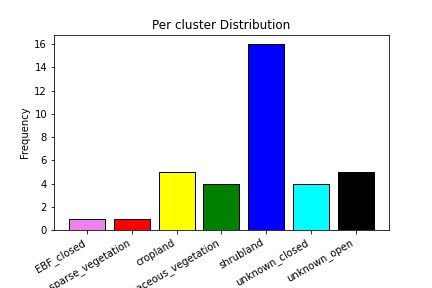 Per cluster Distribution
Frequency
16
14
12
10
8
6
4
2
0
EBF_closed
sparse_vegetation
cropland
aceous_vegetation
shrubland
unknown_closed
unknown_open